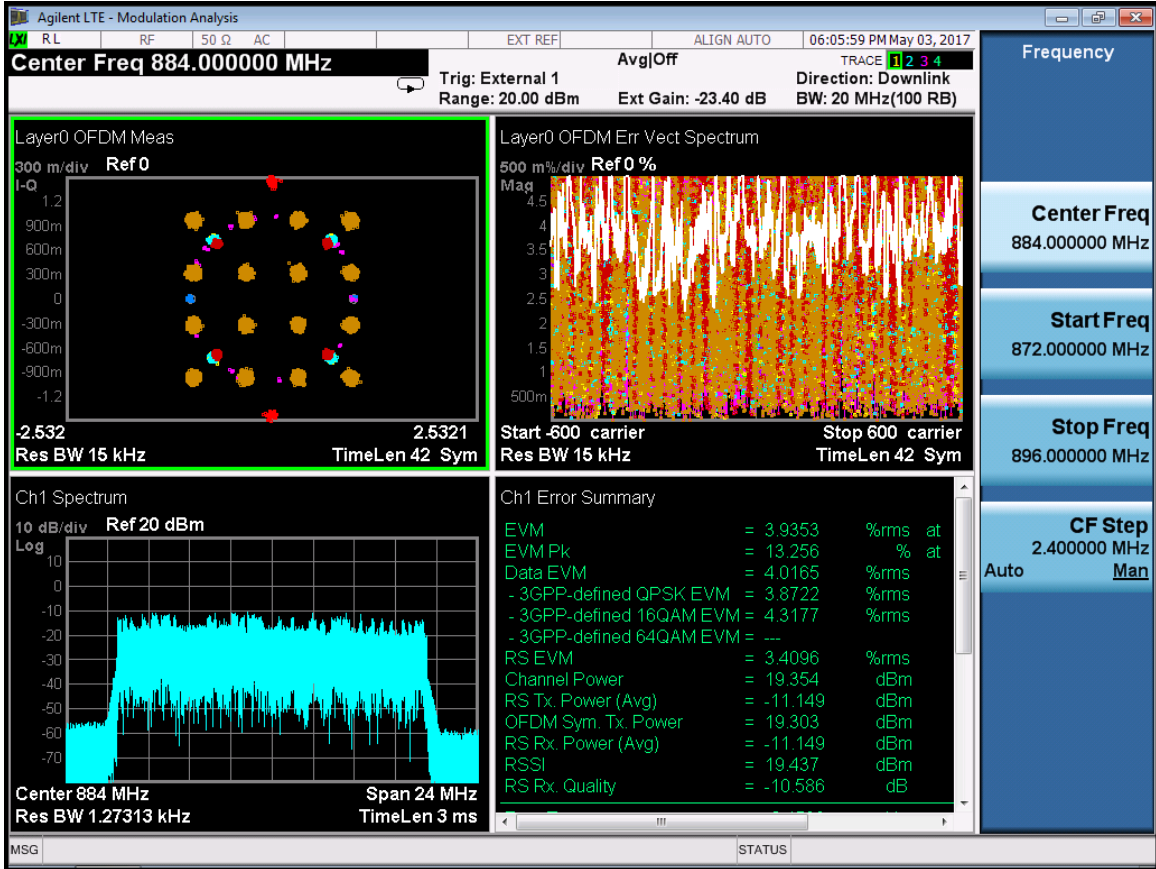 Agilent LTE - Modulation Analysis
LXI RL RF 50 Ω AC EXT REF ALIGN AUTO 06:05:59 PM May 03, 2017
Center Freq 884.000000 MHz
Avg|Off
TRACE 1 2 3 4
Trig: External 1
Direction: Downlink
Range: 20.00 dBm Ext Gain: -23.40 dB BW: 20 MHz(100 RB)
Layer0 OFDM Meas
300 m/div Ref 0
I-Q
1.2
900m
600m
300m
0
-300m
-600m
-900m
-1.2
-2.532 2.5321
Res BW 15 kHz TimeLen 42 Sym
Layer0 OFDM Err Vect Spectrum
500 m%/div Ref 0 %
Mag
4.5
4
3.5
3
2.5
2
1.5
1
500m
Start -600 carrier Stop 600 carrier
Res BW 15 kHz TimeLen 42 Sym
Ch1 Spectrum
10 dB/div Ref 20 dBm
Log
10
0
-10
-20
-30
-40
-50
-60
-70
Center 884 MHz Span 24 MHz
Res BW 1.27313 kHz TimeLen 3 ms
Ch1 Error Summary
EVM = 3.9353 %rms at
EVM Pk = 13.256 % at
Data EVM = 4.0165 %rms
- 3GPP-defined QPSK EVM = 3.8722 %rms
- 3GPP-defined 16QAM EVM = 4.3177 %rms
- 3GPP-defined 64QAM EVM = ---
RS EVM = 3.4096 %rms
Channel Power = 19.354 dBm
RS Tx. Power (Avg) = -11.149 dBm
OFDM Sym. Tx. Power = 19.303 dBm
RS Rx. Power (Avg) = -11.149 dBm
RSSI = 19.437 dBm
RS Rx. Quality = -10.586 dB
Frequency
Center Freq
884.000000 MHz
Start Freq
872.000000 MHz
Stop Freq
896.000000 MHz
CF Step
2.400000 MHz
Auto Man
MSG STATUS